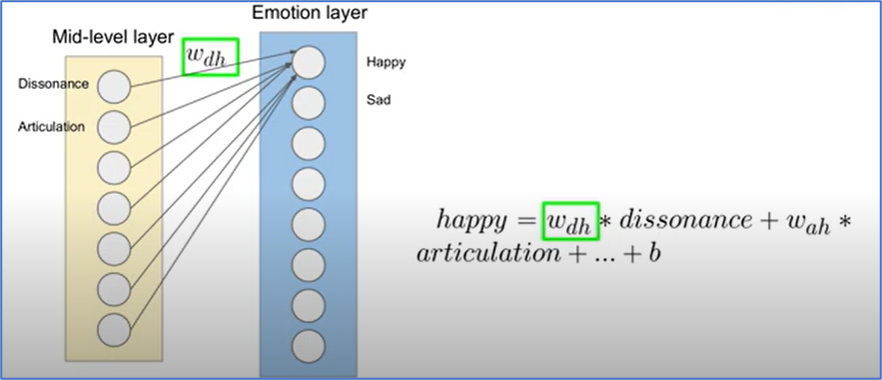 Emotion layer
Mid-level layer
w_{dh}
Happy
Dissonance
Sad
Articulation
happy = w_{dh} * dissonance + w_{ah} *
articulation + ... + b